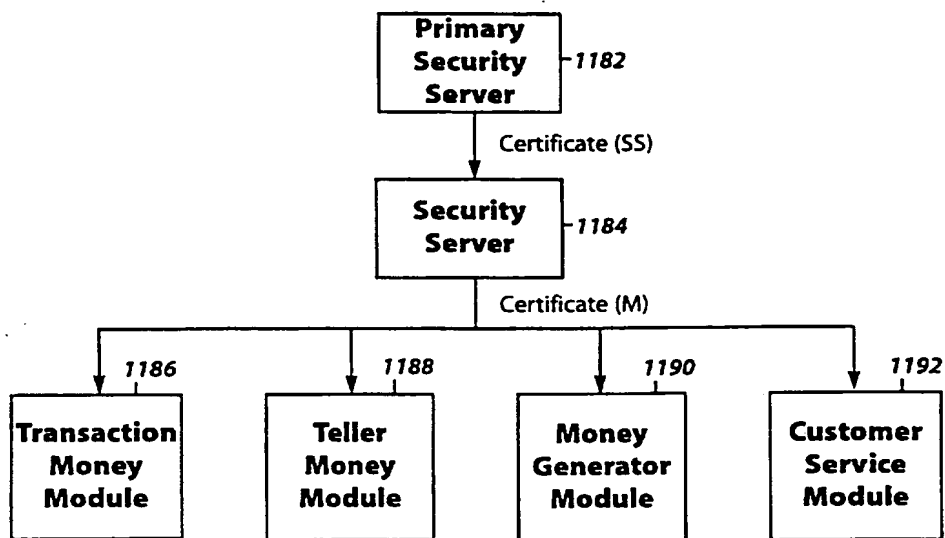 Primary
Security
Server
1182
Certificate (SS)
Security
Server
1184
Certificate (M)
1186
1188
1190
1192
Transaction
Money
Module
Teller
Money
Module
Money
Generator
Module
Customer
Service
Module